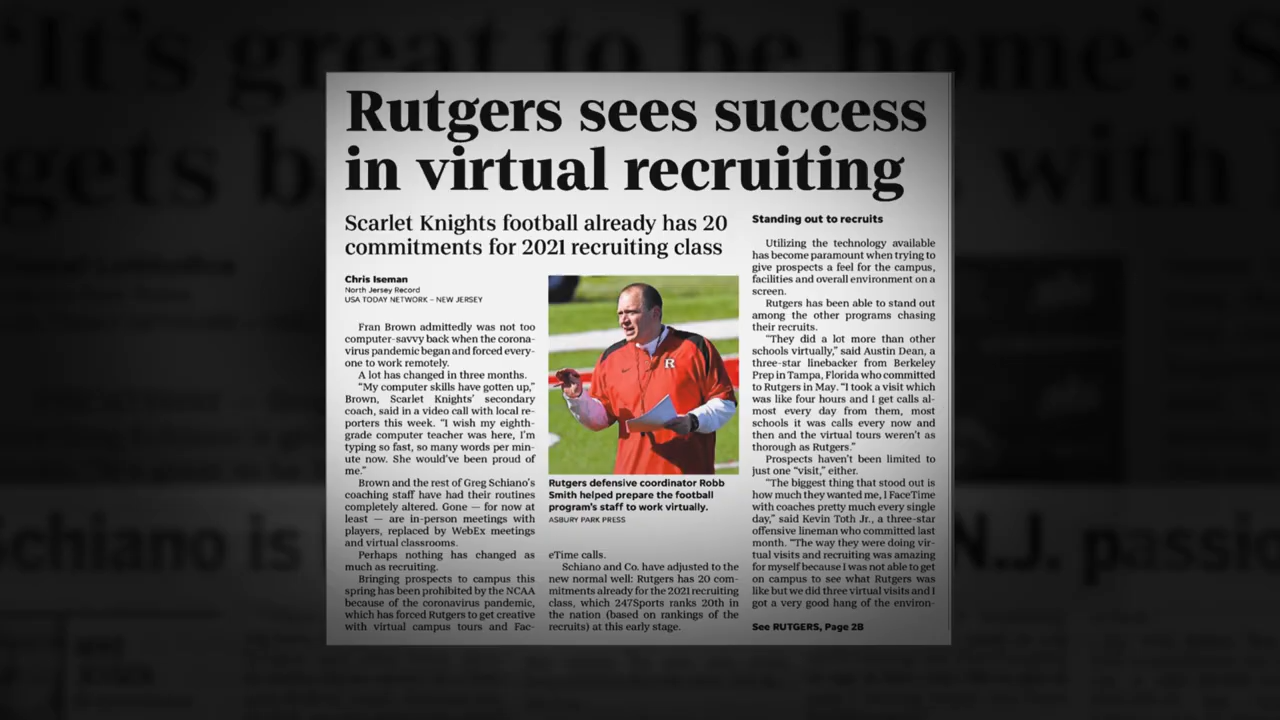 'It's great to be home': S
gets b
with
Schiano is
N.J. passio
Rutgers sees success
in virtual recruiting
Scarlet Knights football already has 20
commitments for 2021 recruiting class
Chris Iseman
North Jersey Record
USA TODAY NETWORK – NEW JERSEY
Fran Brown admittedly was not too
computer-savvy back when the corona-
virus pandemic began and forced every-
one to work remotely.
A lot has changed in three months.
"My computer skills have gotten up,"
Brown, Scarlet Knights' secondary
coach, said in a video call with local re-
porters this week. "I wish my eighth-
grade computer teacher was here, I'm
typing so fast, so many words per min-
ute now. She would've been proud of
me."
Brown and the rest of Greg Schiano's
coaching staff have had their routines
completely altered. Gone — for now at
least — are in-person meetings with
players, replaced by WebEx meetings
and virtual classrooms.
Perhaps nothing has changed as
much as recruiting.
Bringing prospects to campus this
spring has been prohibited by the NCAA
because of the coronavirus pandemic,
which has forced Rutgers to get creative
with virtual campus tours and Fac-
R
Rutgers defensive coordinator Robb
Smith helped prepare the football
program's staff to work virtually.
ASBURY PARK PRESS
eTime calls.
Schiano and Co. have adjusted to the
new normal well: Rutgers has 20 com-
mitments already for the 2021 recruiting
class, which 247Sports ranks 20th in
the nation (based on rankings of the
recruits) at this early stage.
Standing out to recruits
Utilizing the technology available
has become paramount when trying to
give prospects a feel for the campus,
facilities and overall environment on a
screen.
Rutgers has been able to stand out
among the other programs chasing
their recruits.
"They did a lot more than other
schools virtually," said Austin Dean, a
three-star linebacker from Berkeley
Prep in Tampa, Florida who committed
to Rutgers in May. "I took a visit which
was like four hours and I get calls al-
most every day from them, most
schools it was calls every now and
then and the virtual tours weren't as
thorough as Rutgers."
Prospects haven't been limited to
just one "visit," either.
"The biggest thing that stood out is
how much they wanted me, I FaceTime
with coaches pretty much every single
day," said Kevin Toth Jr., a three-star
offensive lineman who committed last
month. "The way they were doing vir-
tual visits and recruiting was amazing
for myself because I was not able to get
on campus to see what Rutgers was
like but we did three virtual visits and I
got a very good hang of the environ-
See RUTGERS, Page 2B